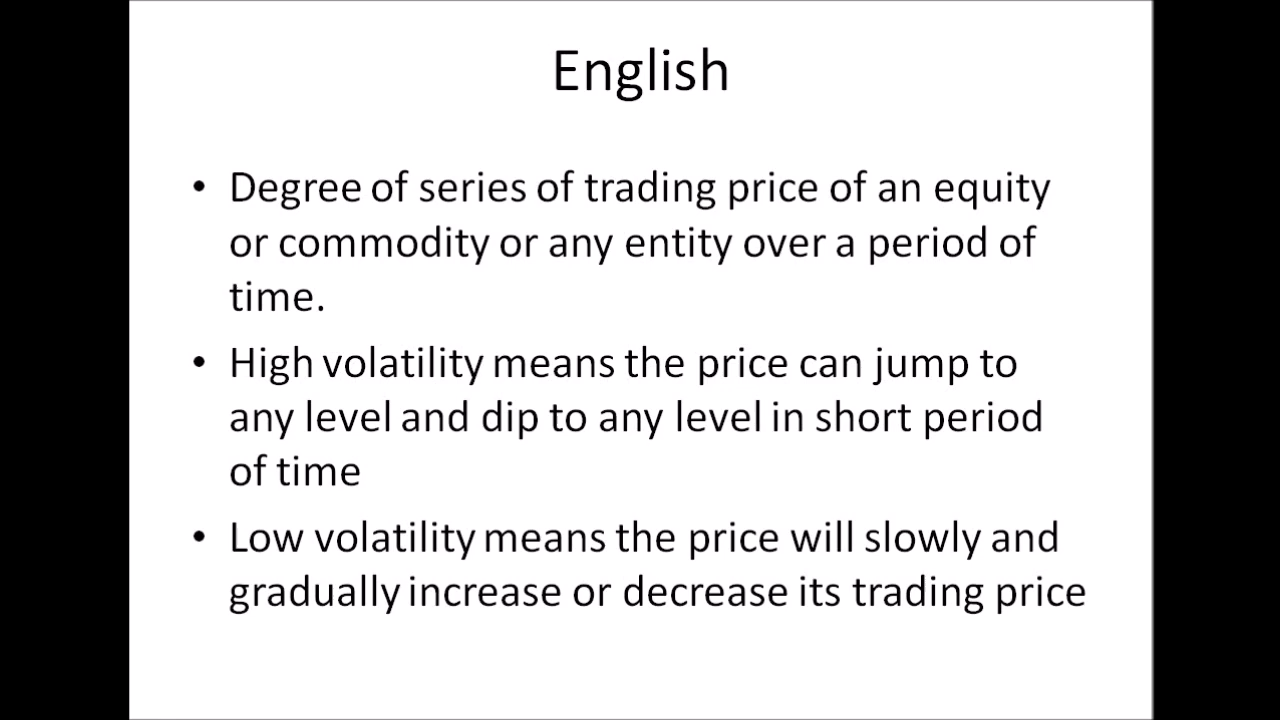 English
• Degree of series of trading price of an equity
or commodity or any entity over a period of
time.
• High volatility means the price can jump to
any level and dip to any level in short period
of time
• Low volatility means the price will slowly and
gradually increase or decrease its trading price